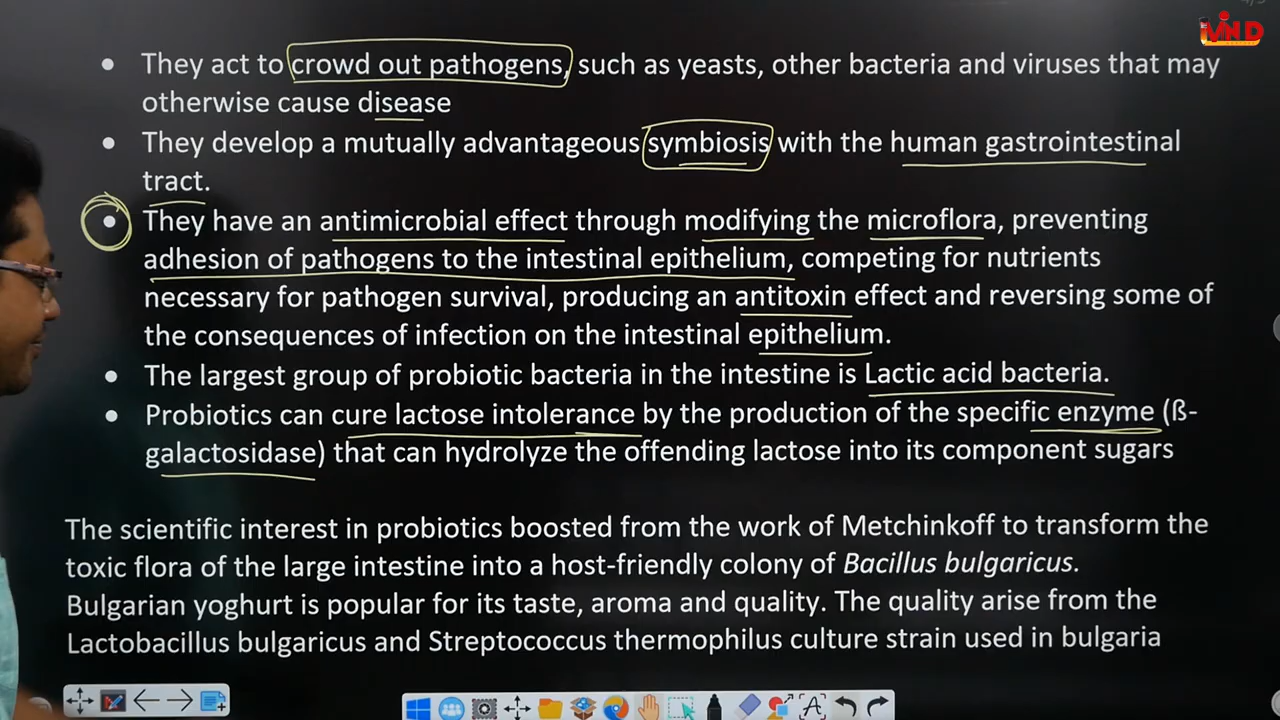 MIND
• They act to crowd out pathogens, such as yeasts, other bacteria and viruses that may
otherwise cause disease
• They develop a mutually advantageous symbiosis with the human gastrointestinal
tract.
• They have an antimicrobial effect through modifying the microflora, preventing
adhesion of pathogens to the intestinal epithelium, competing for nutrients
necessary for pathogen survival, producing an antitoxin effect and reversing some of
the consequences of infection on the intestinal epithelium.
• The largest group of probiotic bacteria in the intestine is Lactic acid bacteria.
• Probiotics can cure lactose intolerance by the production of the specific enzyme (ß-
galactosidase) that can hydrolyze the offending lactose into its component sugars
The scientific interest in probiotics boosted from the work of Metchinkoff to transform the
toxic flora of the large intestine into a host-friendly colony of Bacillus bulgaricus.
Bulgarian yoghurt is popular for its taste, aroma and quality. The quality arise from the
Lactobacillus bulgaricus and Streptococcus thermophilus culture strain used in bulgaria